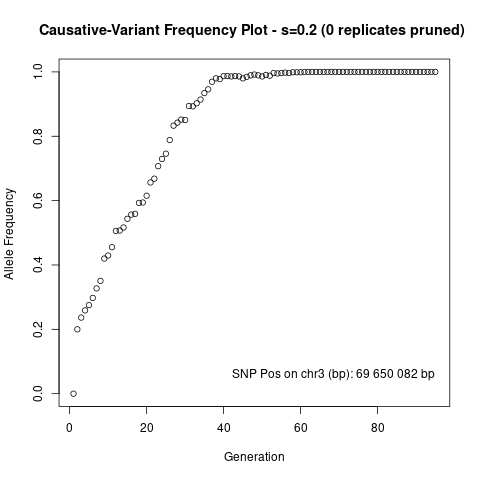 Causative-Variant Frequency Plot - s=0.2 (0 replicates pruned)
Allele Frequency
1.0
0.8
0.6
0.4
0.2
0.0
SNP Pos on chr3 (bp): 69 650 082 bp
0 20 40 60 80
Generation